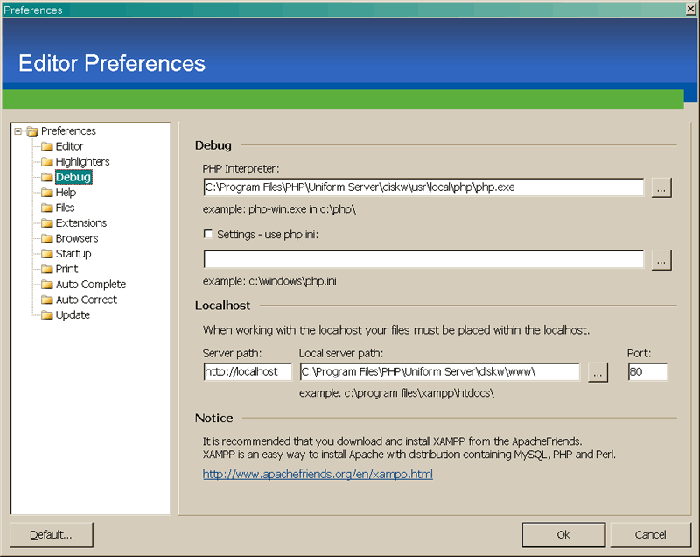 Preferences
Editor Preferences
Preferences
Editor
Highlighters
Debug
Help
Files
Extensions
Browsers
Startup
Print
Auto Complete
Auto Correct
Update
Debug
PHP Interpreter:
C:\Program Files\PHP\Uniform Server\diskw\usr\local\php\php.exe
...
example: php-win.exe in c:\php\
Settings - use php ini:
...
example: c:\windows\php.ini
Localhost
When working with the localhost your files must be placed within the localhost.
Server path: Local server path: Port:
http://localhost C:\Program Files\PHP\Uniform Server\diskw\www\ ... 80
example: c:\program files\xampp\htdocs\
Notice
It is recommended that you download and install XAMPP from the ApacheFriends.
XAMPP is an easy way to install Apache with distribution containing MySQL, PHP and Perl.
http://www.apachefriends.org/en/xampp.html
Default... Ok Cancel